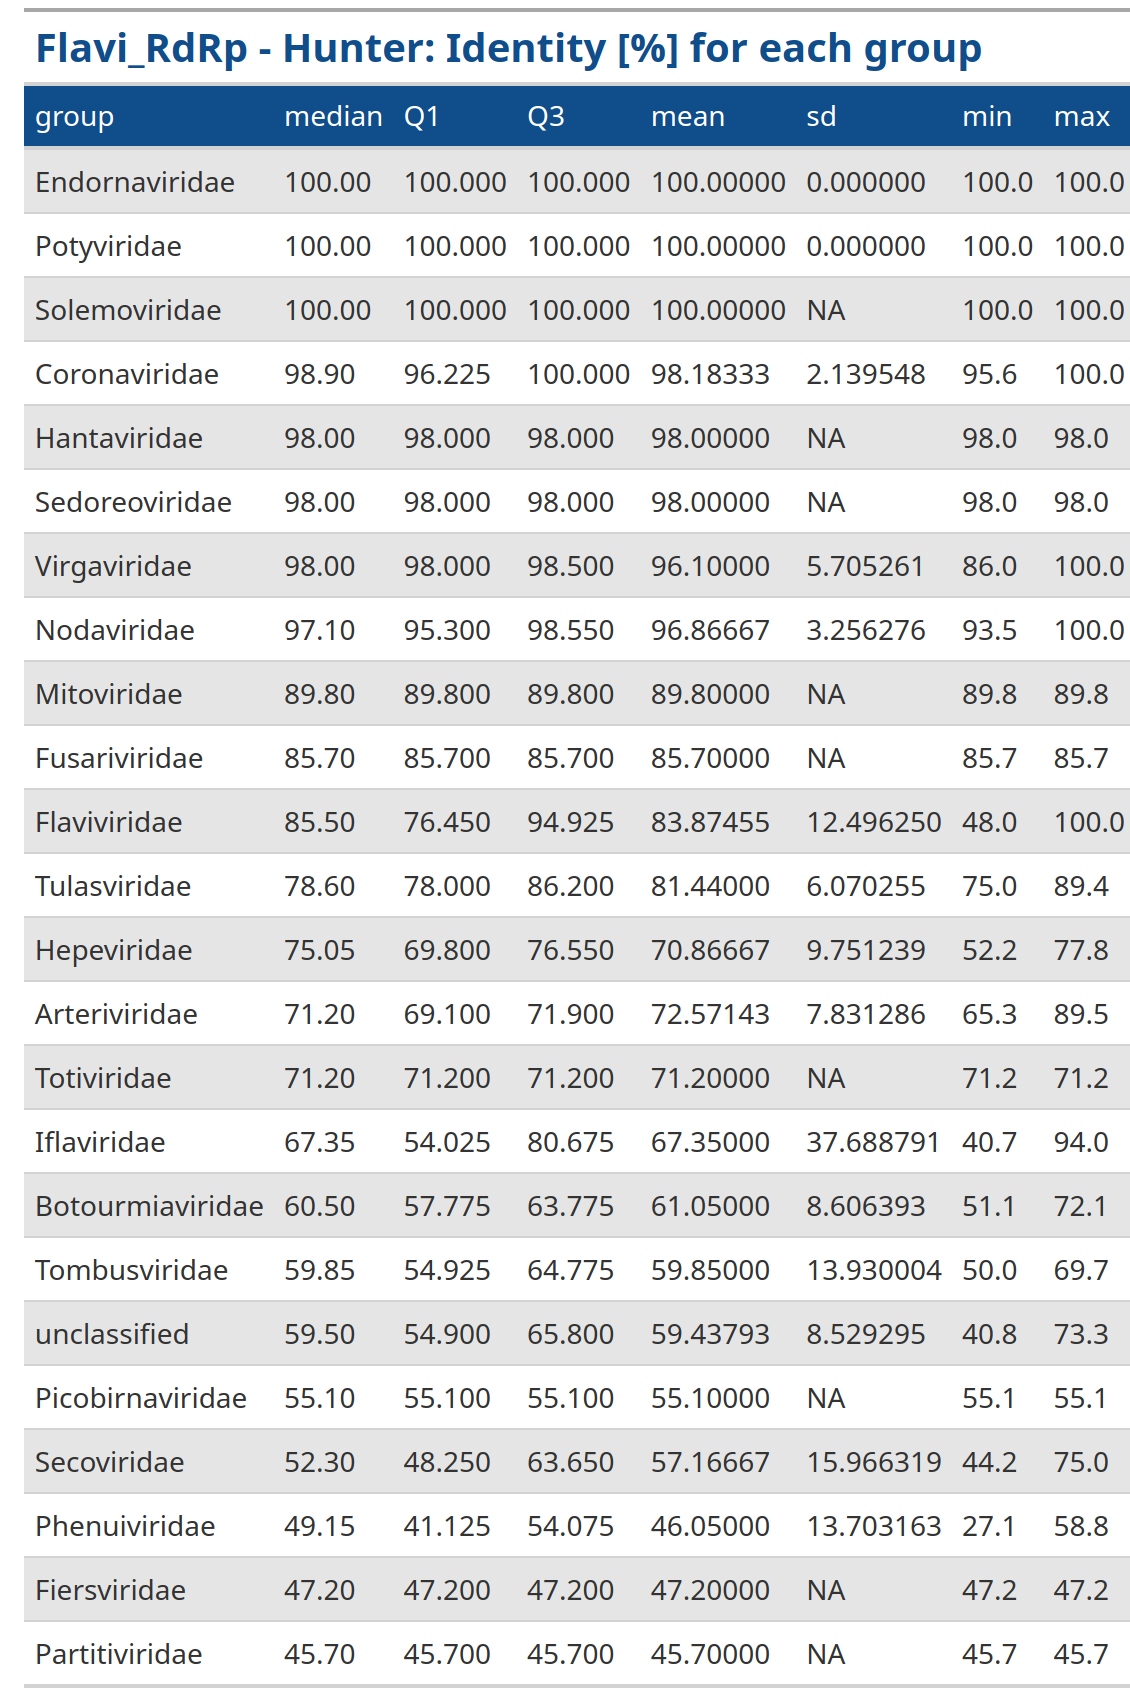 Flavi_RdRp - Hunter: Identity [%] for each group
group median Q1 Q3 mean sd min max
Endornaviridae 100.00 100.000 100.000 100.00000 0.000000 100.0 100.0
Potyviridae 100.00 100.000 100.000 100.00000 0.000000 100.0 100.0
Solemoviridae 100.00 100.000 100.000 100.00000 NA 100.0 100.0
Coronaviridae 98.90 96.225 100.000 98.18333 2.139548 95.6 100.0
Hantaviridae 98.00 98.000 98.000 98.00000 NA 98.0 98.0
Sedoreoviridae 98.00 98.000 98.000 98.00000 NA 98.0 98.0
Virgaviridae 98.00 98.000 98.500 96.10000 5.705261 86.0 100.0
Nodaviridae 97.10 95.300 98.550 96.86667 3.256276 93.5 100.0
Mitoviridae 89.80 89.800 89.800 89.80000 NA 89.8 89.8
Fusariviridae 85.70 85.700 85.700 85.70000 NA 85.7 85.7
Flaviviridae 85.50 76.450 94.925 83.87455 12.496250 48.0 100.0
Tulasviridae 78.60 78.000 86.200 81.44000 6.070255 75.0 89.4
Hepeviridae 75.05 69.800 76.550 70.86667 9.751239 52.2 77.8
Arteriviridae 71.20 69.100 71.900 72.57143 7.831286 65.3 89.5
Totiviridae 71.20 71.200 71.200 71.20000 NA 71.2 71.2
Iflaviridae 67.35 54.025 80.675 67.35000 37.688791 40.7 94.0
Botourmiaviridae 60.50 57.775 63.775 61.05000 8.606393 51.1 72.1
Tombusviridae 59.85 54.925 64.775 59.85000 13.930004 50.0 69.7
unclassified 59.50 54.900 65.800 59.43793 8.529295 40.8 73.3
Picobirnaviridae 55.10 55.100 55.100 55.10000 NA 55.1 55.1
Secoviridae 52.30 48.250 63.650 57.16667 15.966319 44.2 75.0
Phenuiviridae 49.15 41.125 54.075 46.05000 13.703163 27.1 58.8
Fiersviridae 47.20 47.200 47.200 47.20000 NA 47.2 47.2
Partitiviridae 45.70 45.700 45.700 45.70000 NA 45.7 45.7